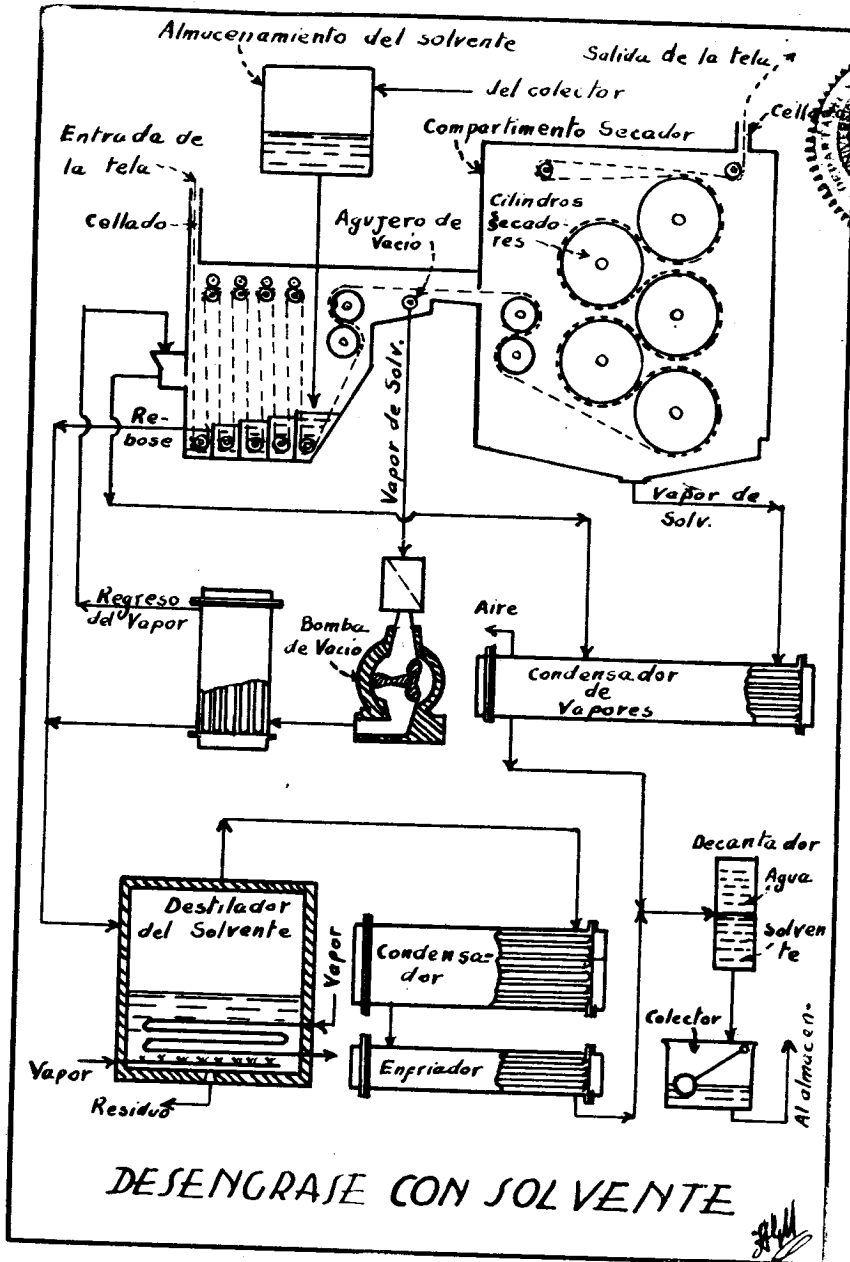 Almacenamiento del solvente
Salida de la tela
del colector
Entrada de
la tela
Compartimento Secador
Cellado
Cellado
Agujero de
Vacio
Cilindros
secado-
res
Re-
bose
Vapor de Solv.
Vapor de
Solv.
Regreso
del Vapor
Bomba
de Vacio
Aire
Condensador
de
Vapores
Decantador
Agua
solven
te
Destilador
del Solvente
Vapor
Condensa-
dor
Colector
Enfriador
Vapor
Residuo
Al almacen.
DESENGRASE CON SOLVENTE